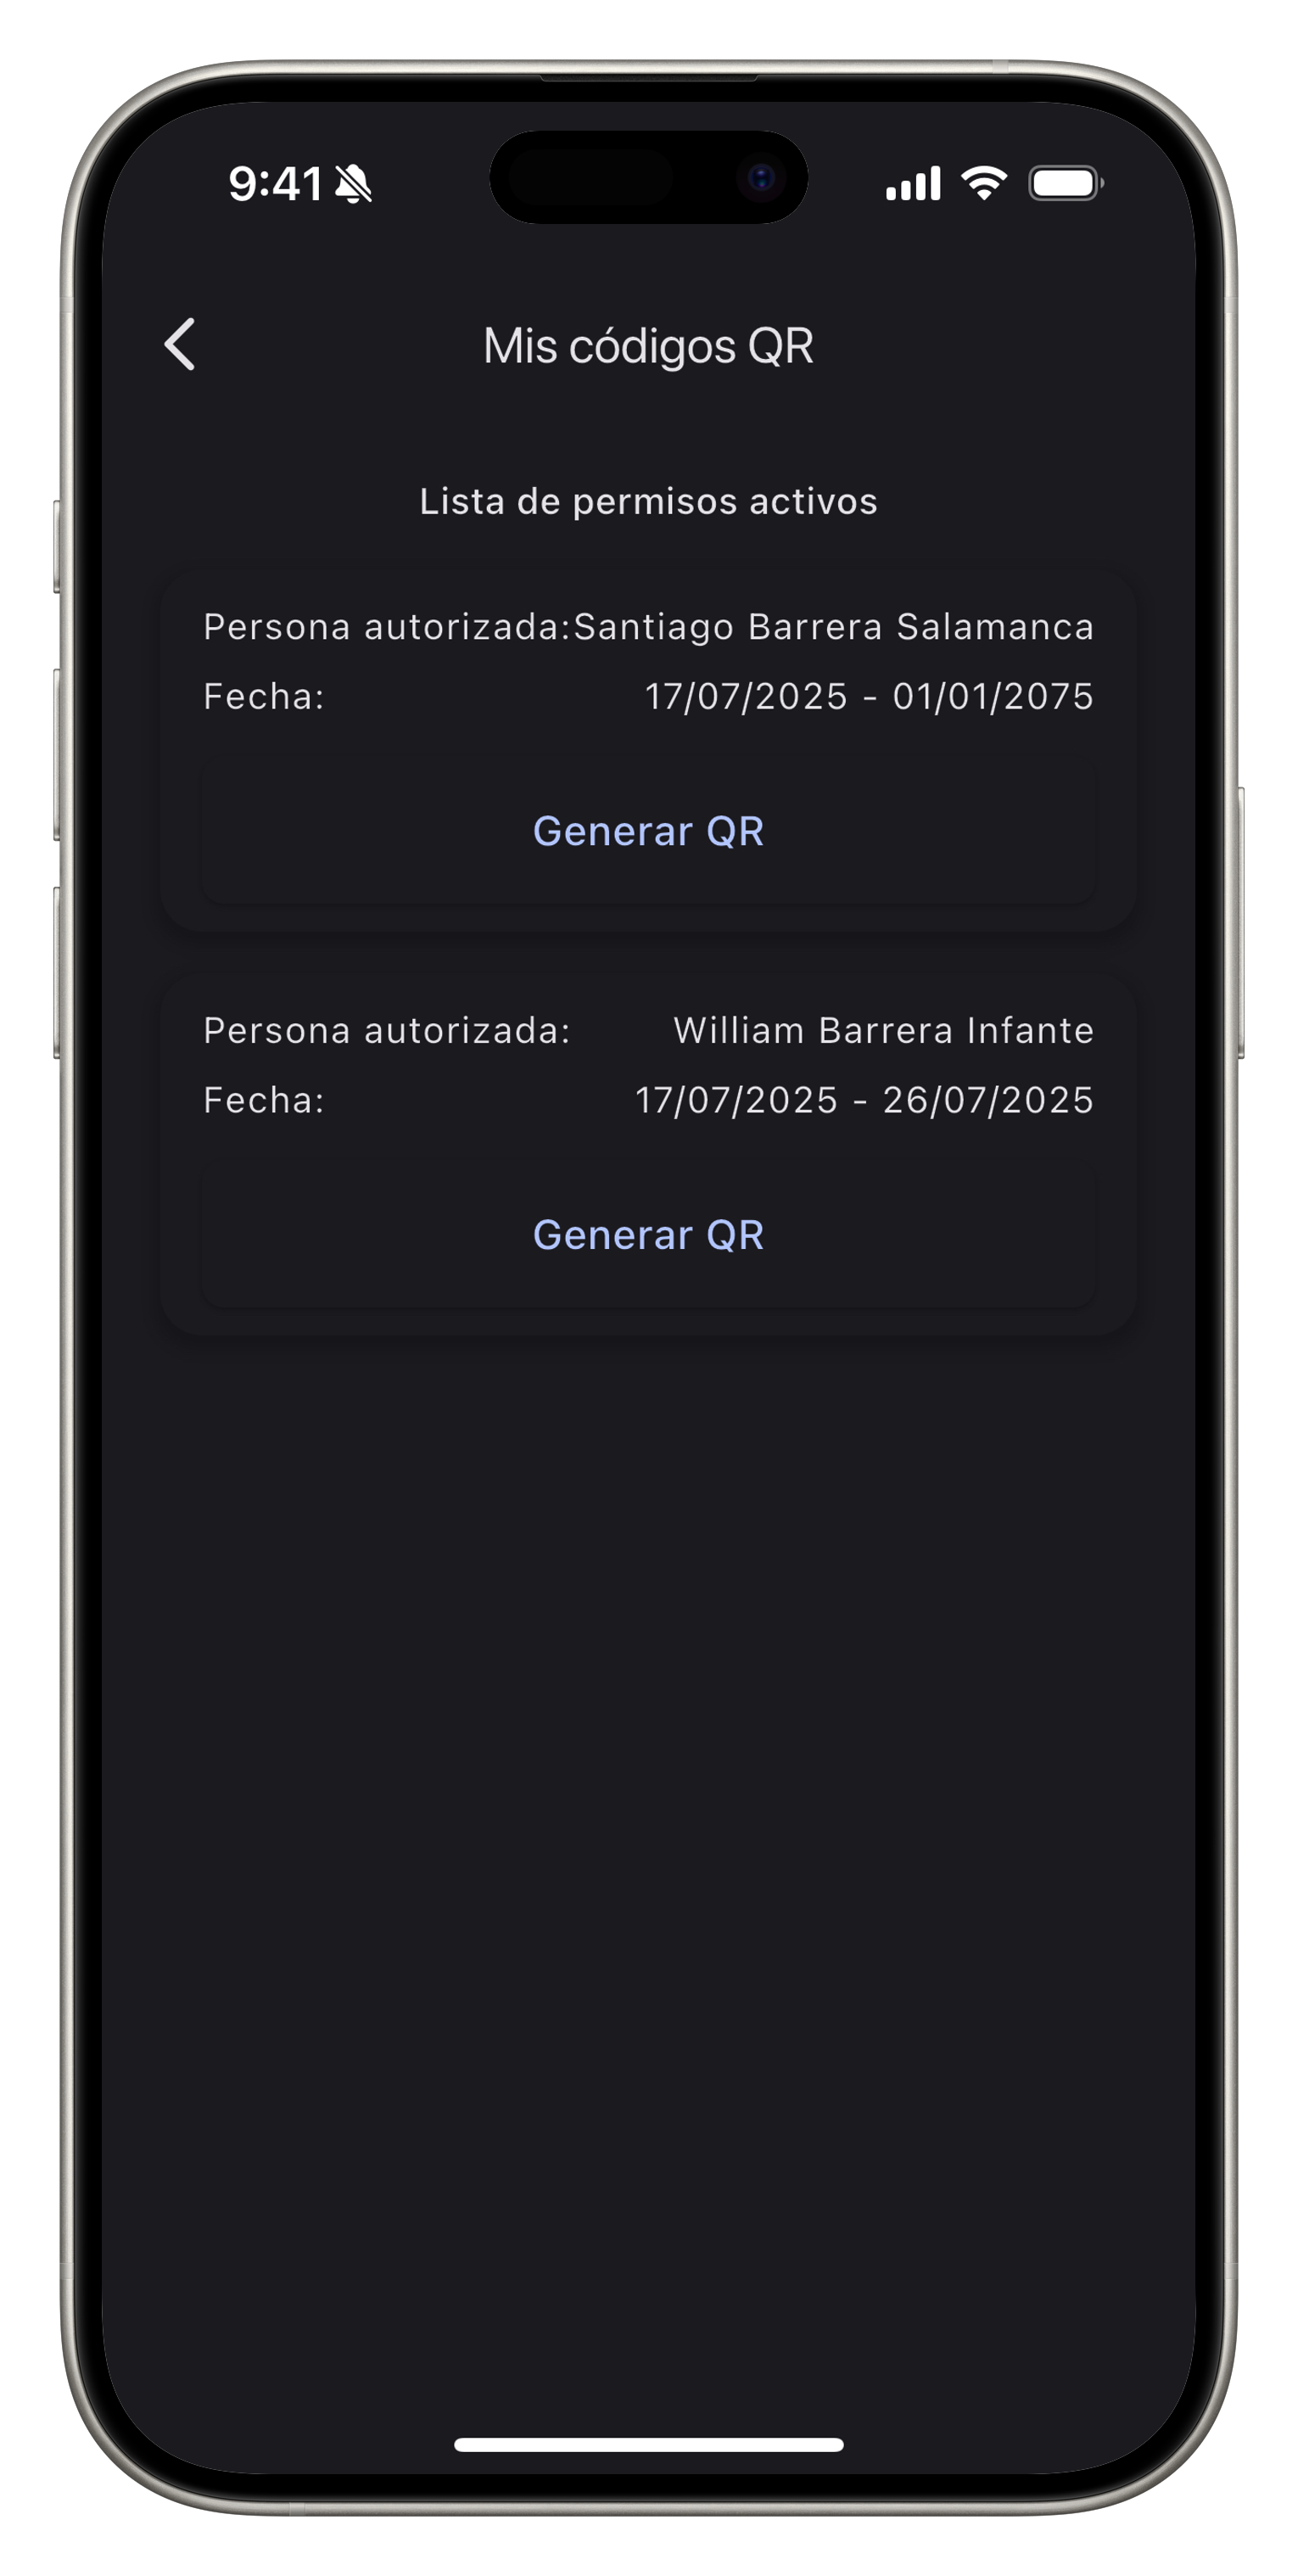 9:41
Mis códigos QR
Lista de permisos activos
Persona autorizada:Santiago Barrera Salamanca
Fecha: 17/07/2025 - 01/01/2075
Generar QR
Persona autorizada: William Barrera Infante
Fecha: 17/07/2025 - 26/07/2025
Generar QR